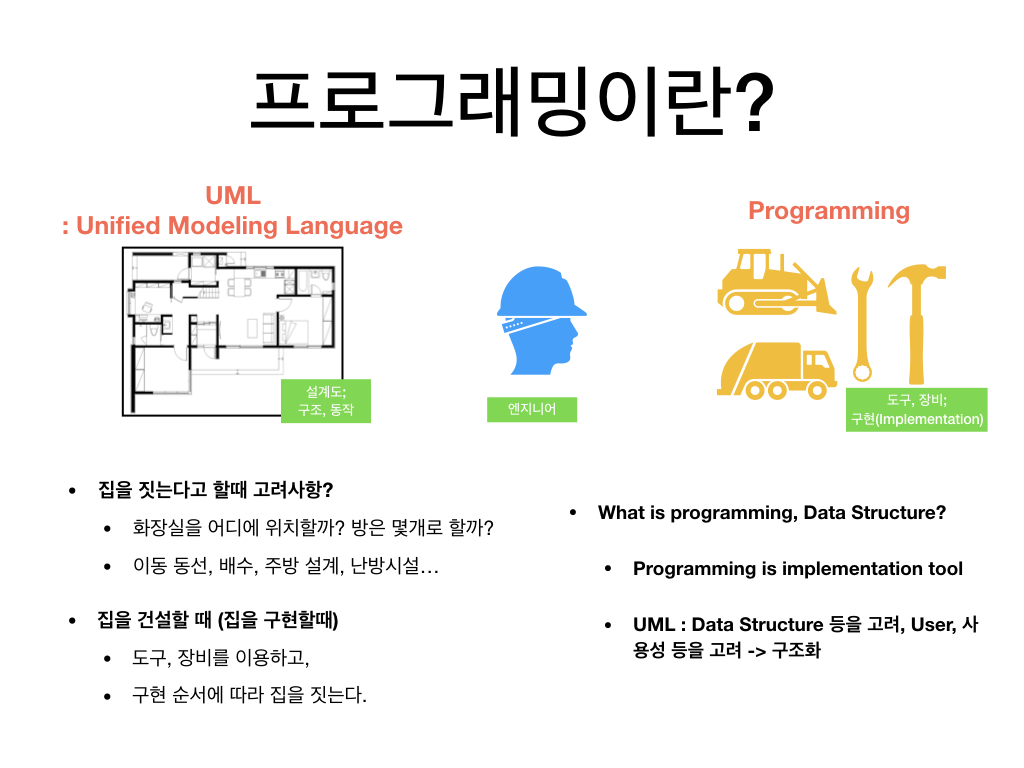 프로그래밍이란?
UML
: Unified Modeling Language
설계도;
구조, 동작
엔지니어
Programming
도구, 장비;
구현(Implementation)
• 집을 짓는다고 할때 고려사항?
• 화장실을 어디에 위치할까? 방은 몇개로 할까?
• 이동 동선, 배수, 주방 설계, 난방시설…
• 집을 건설할 때 (집을 구현할때)
• 도구, 장비를 이용하고,
• 구현 순서에 따라 집을 짓는다.
• What is programming, Data Structure?
• Programming is implementation tool
• UML : Data Structure 등을 고려, User, 사
용성 등을 고려 -> 구조화